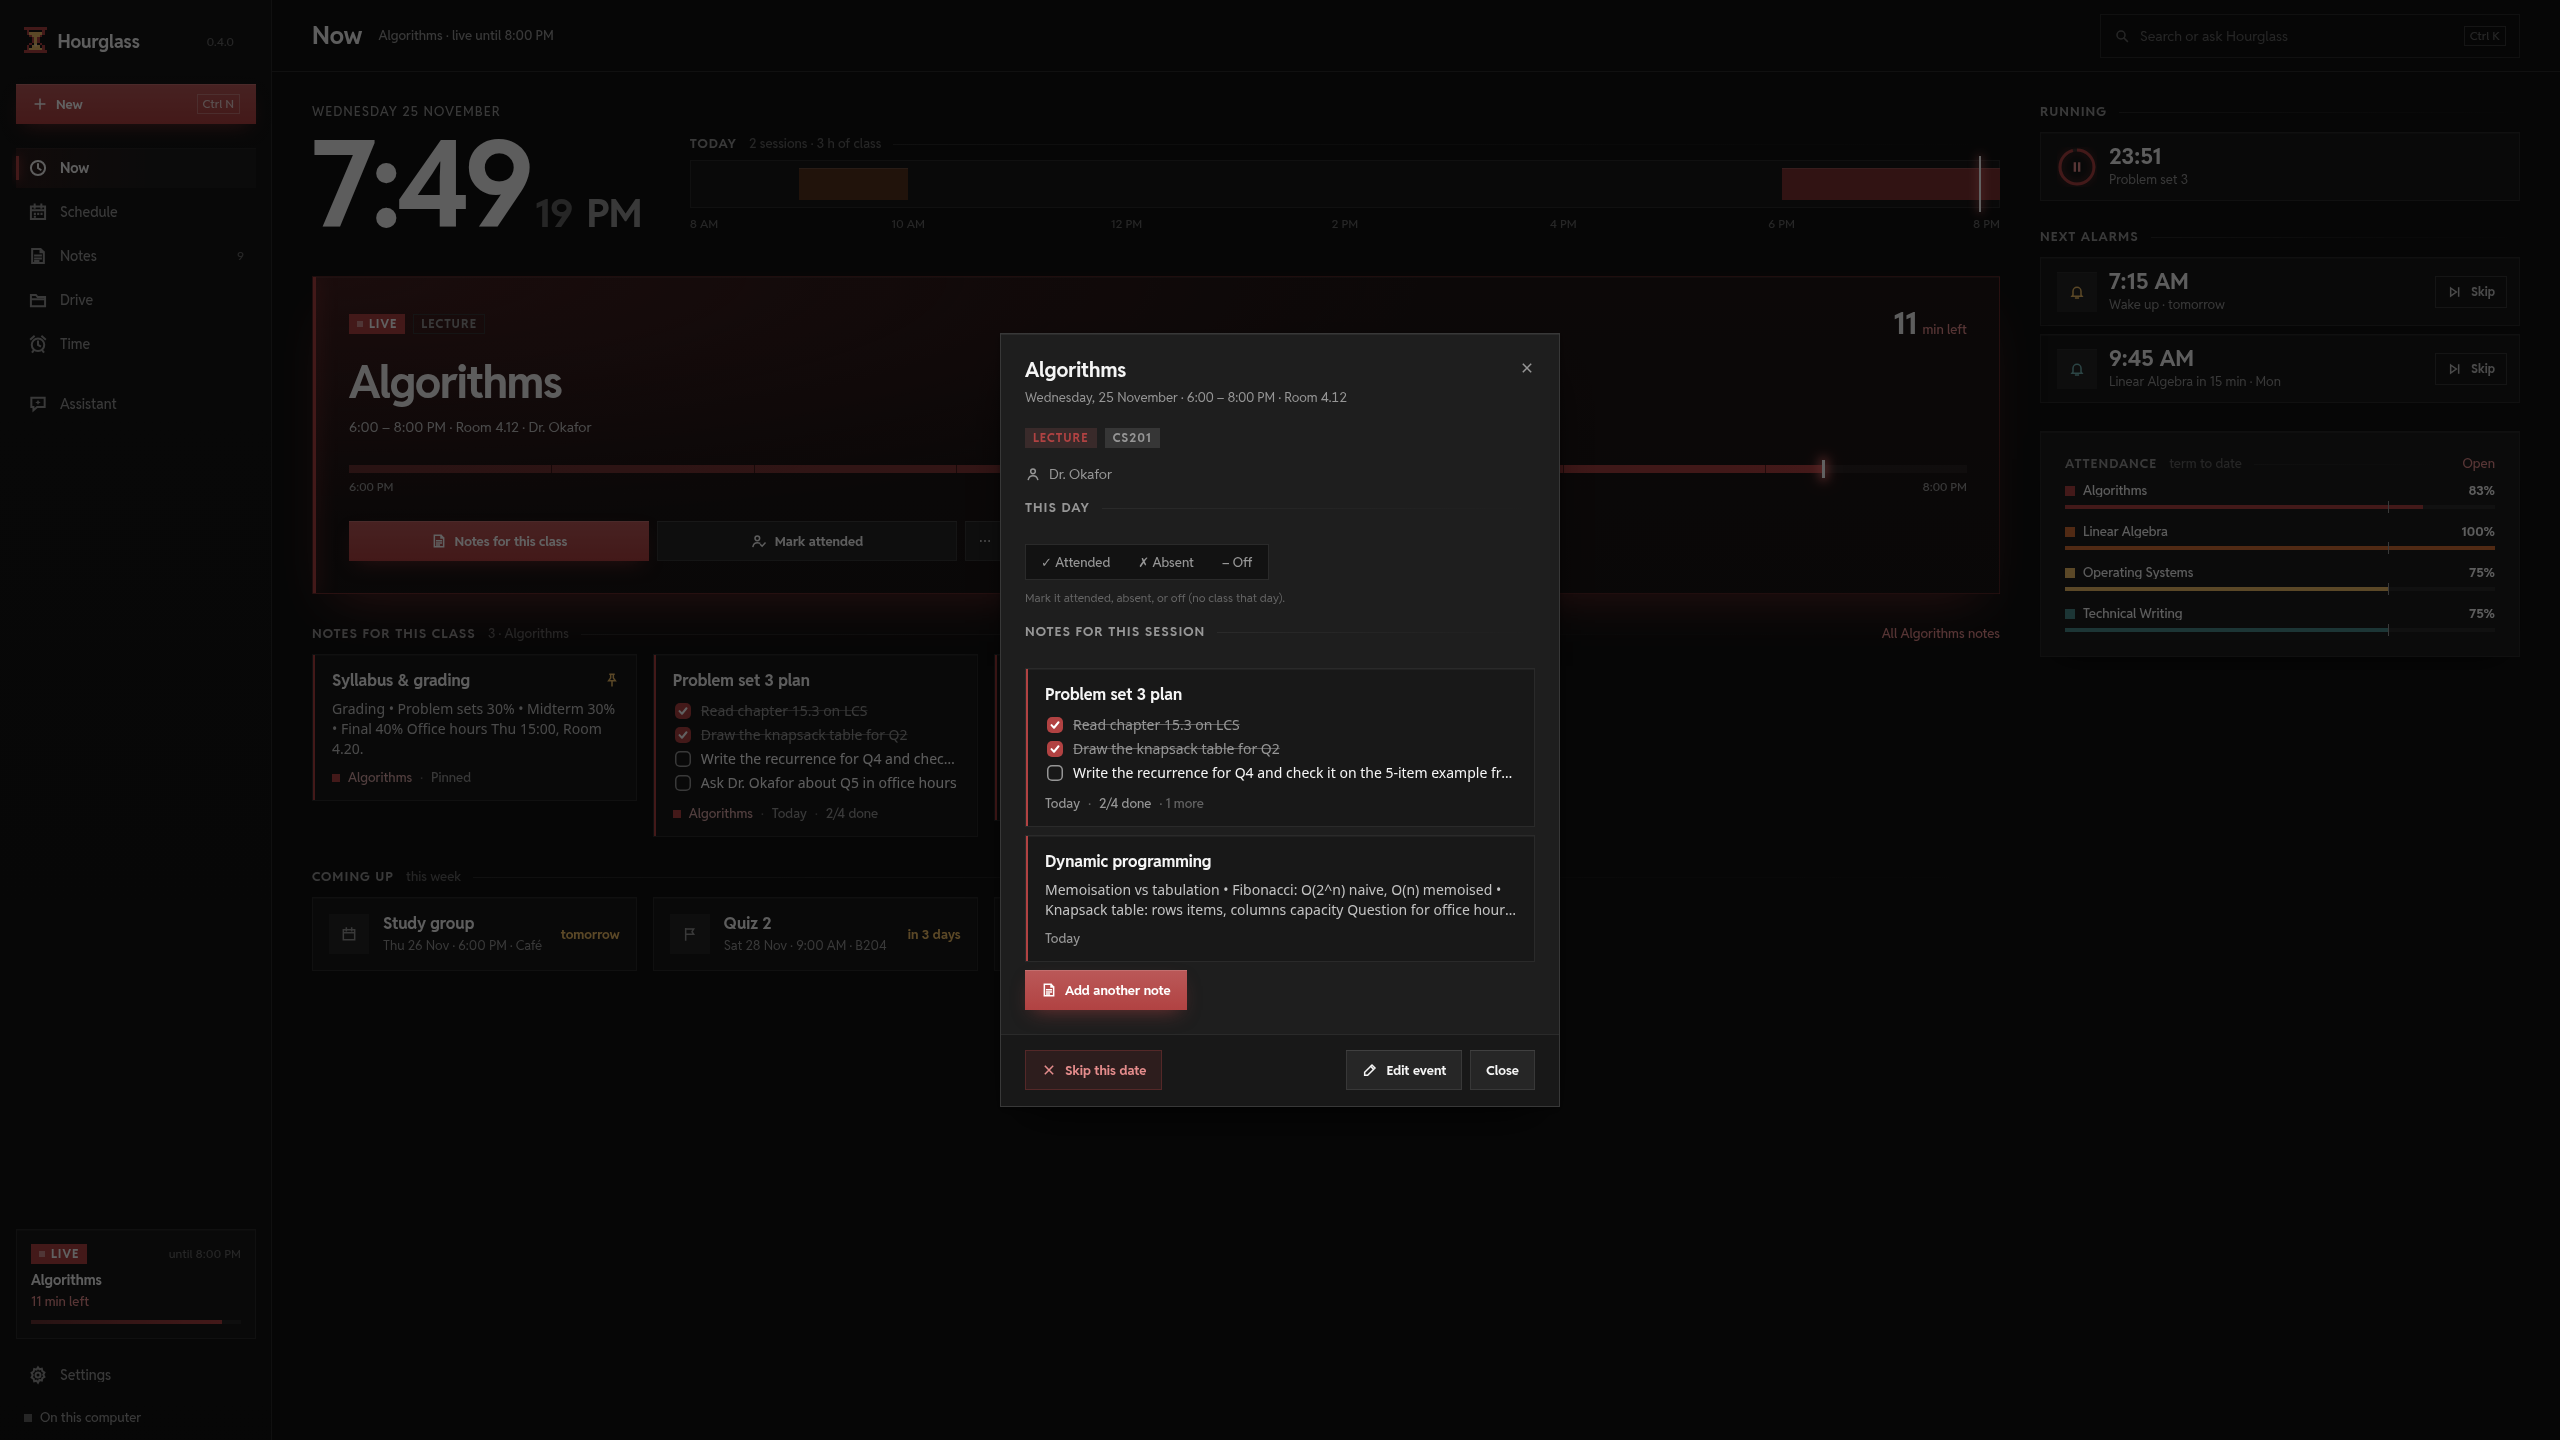 Hourglass
0.4.0
New
Ctrl N
Now
Schedule
Notes
9
Drive
Time
Assistant
LIVE
until 8:00 PM
Algorithms
11 min left
Settings
On this computer
Now
Algorithms · live until 8:00 PM
Search or ask Hourglass
Ctrl K
WEDNESDAY 25 NOVEMBER
7:49 19 PM
TODAY 2 sessions · 3 h of class
8 AM 10 AM 12 PM 2 PM 4 PM 6 PM 8 PM
LIVE
LECTURE
11 min left
Algorithms
6:00 – 8:00 PM · Room 4.12 · Dr. Okafor
6:00 PM
8:00 PM
Notes for this class
Mark attended
···
NOTES FOR THIS CLASS 3 · Algorithms
All Algorithms notes
Syllabus & grading
Grading • Problem sets 30% • Midterm 30%
• Final 40% Office hours Thu 15:00, Room
4.20.
Algorithms · Pinned
Problem set 3 plan
Read chapter 15.3 on LCS
Draw the knapsack table for Q2
Write the recurrence for Q4 and chec...
Ask Dr. Okafor about Q5 in office hours
Algorithms · Today · 2/4 done
COMING UP this week
Study group
Thu 26 Nov · 6:00 PM · Café
tomorrow
Quiz 2
Sat 28 Nov · 9:00 AM · B204
in 3 days
Algorithms
Wednesday, 25 November · 6:00 – 8:00 PM · Room 4.12
LECTURE
CS201
Dr. Okafor
THIS DAY
✓ Attended ✗ Absent – Off
Mark it attended, absent, or off (no class that day).
NOTES FOR THIS SESSION
Problem set 3 plan
Read chapter 15.3 on LCS
Draw the knapsack table for Q2
Write the recurrence for Q4 and check it on the 5-item example fr...
Today · 2/4 done · 1 more
Dynamic programming
Memoisation vs tabulation • Fibonacci: O(2^n) naive, O(n) memoised •
Knapsack table: rows items, columns capacity Question for office hour...
Today
Add another note
Skip this date
Edit event
Close
RUNNING
23:51
Problem set 3
NEXT ALARMS
7:15 AM
Wake up · tomorrow
Skip
9:45 AM
Linear Algebra in 15 min · Mon
Skip
ATTENDANCE term to date
Open
Algorithms 83%
Linear Algebra 100%
Operating Systems 75%
Technical Writing 75%